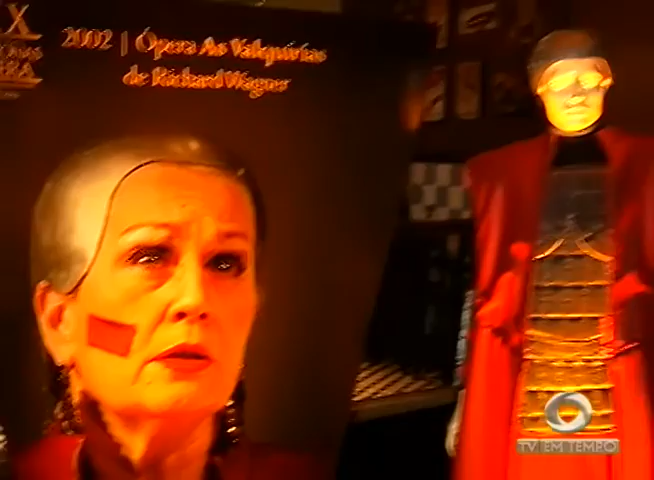 X
2002 | Ópera As Valquírias
de Richard Wagner
TV EM TEMPO